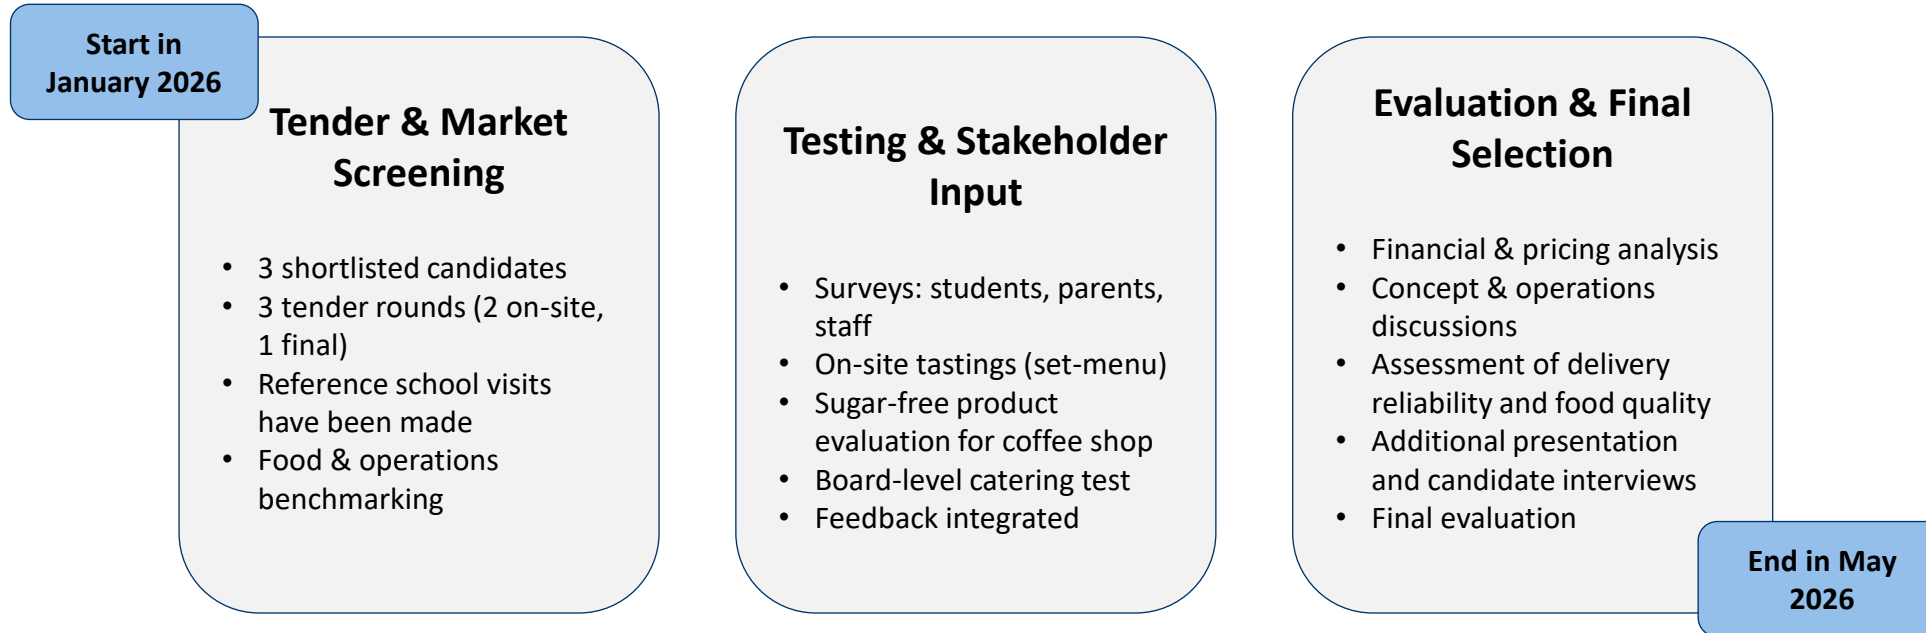 Start in
January 2026
Tender & Market
Screening
• 3 shortlisted candidates
• 3 tender rounds (2 on-site,
1 final)
• Reference school visits
have been made
• Food & operations
benchmarking
Testing & Stakeholder
Input
• Surveys: students, parents,
staff
• On-site tastings (set-menu)
• Sugar-free product
evaluation for coffee shop
• Board-level catering test
• Feedback integrated
Evaluation & Final
Selection
• Financial & pricing analysis
• Concept & operations
discussions
• Assessment of delivery
reliability and food quality
• Additional presentation
and candidate interviews
• Final evaluation
End in May
2026